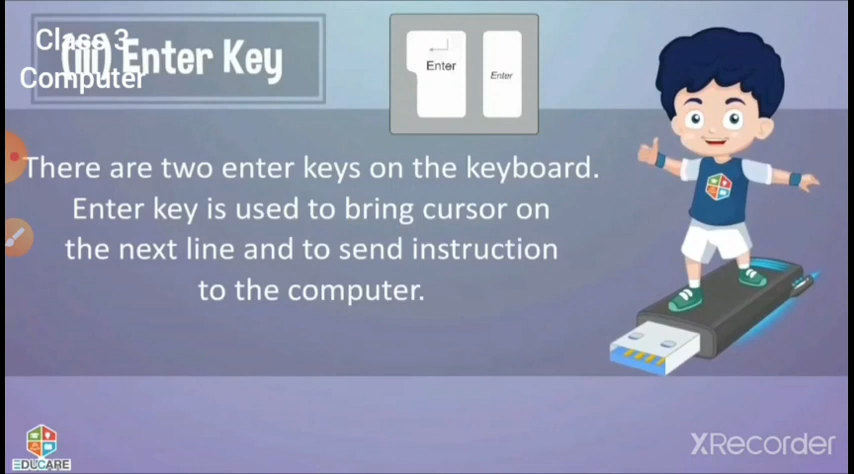 Class 3
Computer
(iii) Enter Key
Enter
Enter
There are two enter keys on the keyboard.
Enter key is used to bring cursor on
the next line and to send instruction
to the computer.
EDUCARE
XRecorder